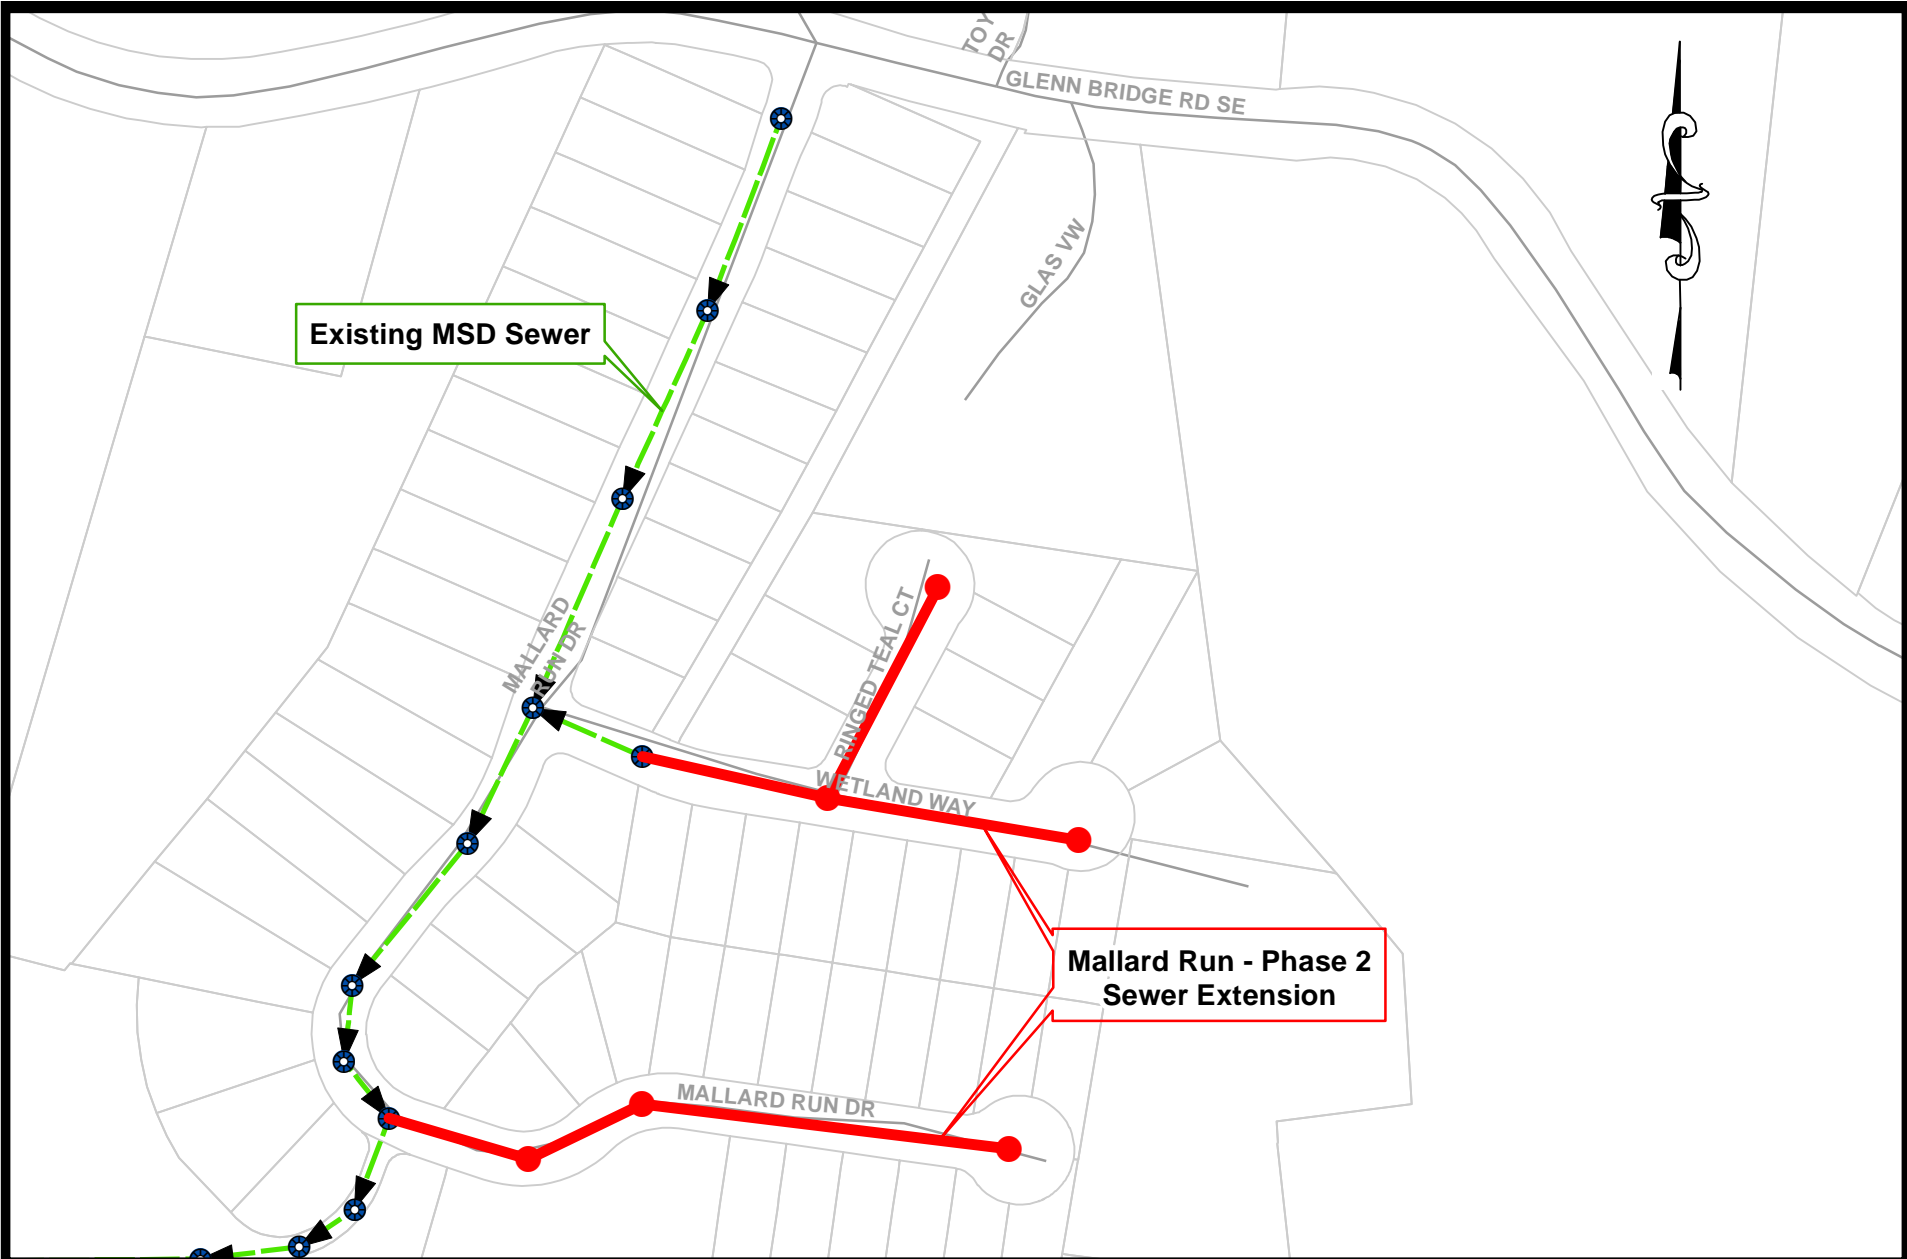 TOY
DR
GLENN BRIDGE RD SE
GLAS VW
Existing MSD Sewer
MALLARD
RUN DR
RINGED TEAL CT
WETLAND WAY
Mallard Run - Phase 2
Sewer Extension
MALLARD RUN DR